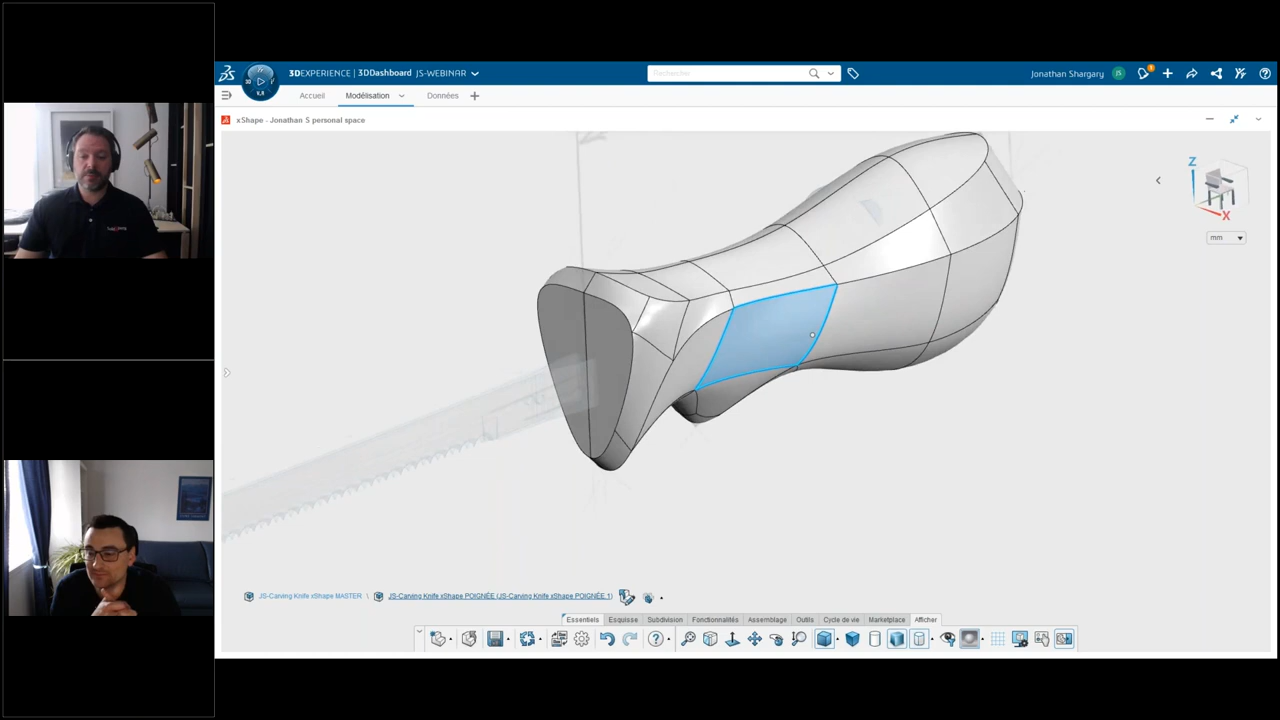 3DEXPERIENCE | 3DDashboard JS-WEBINAR
Recherche
Jonathan Shargary JS
V.R
Accueil Modélisation Données
xShape - Jonathan S personal space
Z
X
mm
JS-Carving Knife xShape MASTER \ JS-Carving Knife xShape POIGNÉE (JS-Carving Knife xShape POIGNÉE.1)
Essentiels Esquisse Subdivision Fonctionnalités Assemblage Outils Cycle de vie Marketplace Afficher